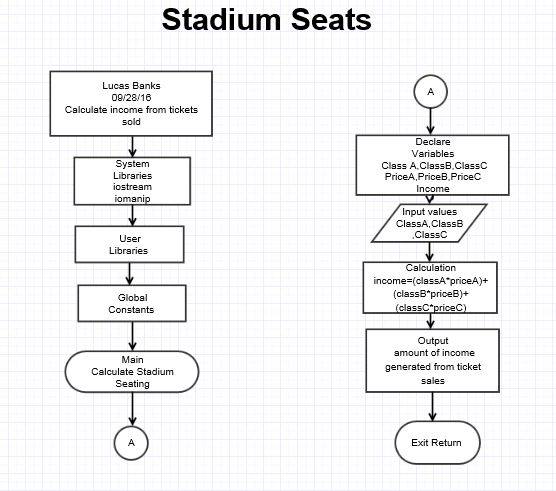 Stadium Seats
Lucas Banks
09/28/16
Calculate income from tickets
sold
System
Libraries
iostream
iomanip
User
Libraries
Global
Constants
Main
Calculate Stadium
Seating
A
A
Declare
Variables
Class A,ClassB,ClassC
PriceA,PriceB,PriceC
Income
Input values
ClassA,ClassB
,ClassC
Calculation
income=(classA*priceA)+
(classB*priceB)+
(classC*priceC)
Output
amount of income
generated from ticket
sales
Exit Return